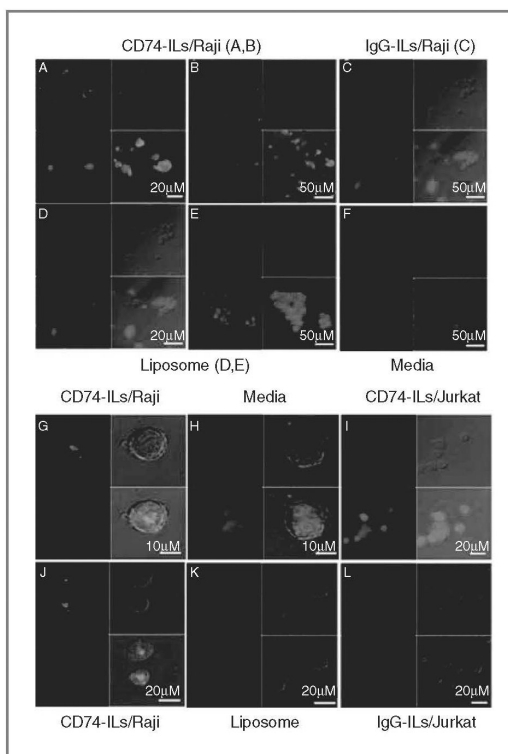 CD74-ILs/Raji (A,B) IgG-ILs/Raji (C)
A B C
20μM 50μM 50μM
D E F
20μM 50μM 50μM
Liposome (D,E) Media
CD74-ILs/Raji Media CD74-ILs/Jurkat
G H I
10μM 10μM 20μM
J K L
20μM 20μM 20μM
CD74-ILs/Raji Liposome IgG-ILs/Jurkat